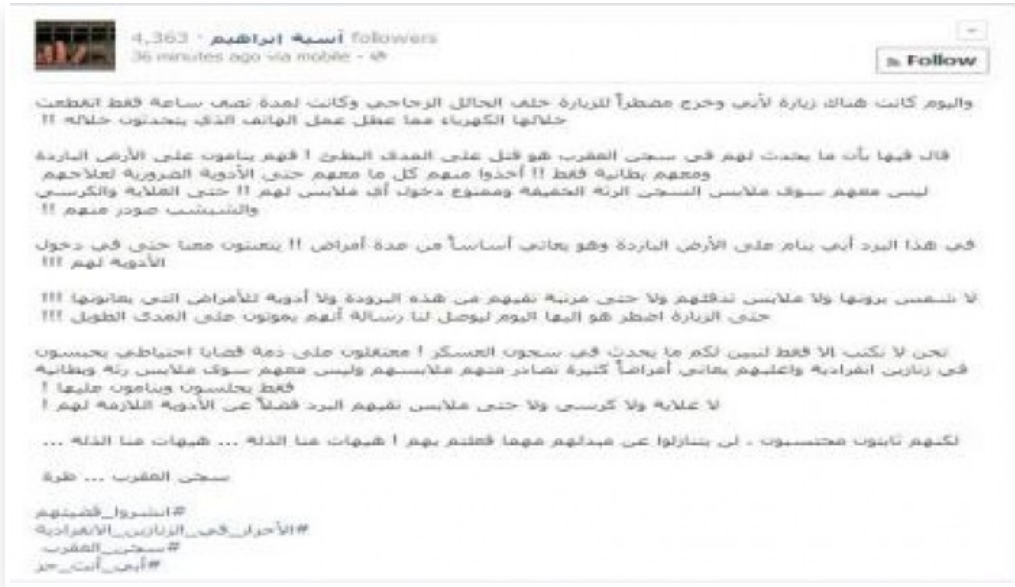 آسية إبراهيم · 4,363 followers
36 minutes ago via mobile
Follow
واليوم كانت هناك زيارة لأبي وخرج مضطراً للزيارة خلف الحائل الزجاجي وكانت لمدة نصف ساعة فقط انقطعت
خلالها الكهرباء مما عطل عمل الهاتف الذي يتحدثون خلاله !!
قال فيها بأن ما يحدث لهم في سجن العقرب هو قتل على المدى البطئ ! فهم ينامون على الأرض الباردة
ومعهم بطانية فقط !! أخذوا منهم كل ما معهم حتى الأدوية الضرورية لعلاجهم
ليس معهم سوى ملابس السجن الرثة الخفيفة وممنوع دخول أي ملابس لهم !! حتى الغلاية والكرسي
والشبشب صودر منهم !!
في هذا البرد أبي ينام على الأرض الباردة وهو يعاني أساساً من عدة أمراض !! يتعنتون معنا حتى في دخول
الأدوية لهم !!!
لا شمس يرونها ولا ملابس تدفئهم ولا حتى مرتبة تقيهم من هذه البرودة ولا أدوية للأمراض التي يعانونها !!!
حتى الزيارة اضطر هو إليها اليوم ليوصل لنا رسالة أنهم يموتون على المدى الطويل !!!
نحن لا نكتب الا فقط لنبين لكم ما يحدث في سجون العسكر ! معتقلون على ذمة قضايا احتياطي يحبسون
في زنازين انفرادية واغلبهم يعاني أمراضاً كثيرة تصادر منهم ملابسهم وليس معهم سوى ملابس رثة وبطانية
فقط يجلسون وينامون عليها !
لا غلاية ولا كرسي ولا حتى ملابس تقيهم البرد فضلاً عن الأدوية اللازمة لهم !
لكنهم ثابتون محتسبون ، لن يتنازلوا عن مبدئهم مهما فعلتم بهم ! هيهات منا الذلة ... هيهات منا الذلة ...
سجن العقرب ... طرة
#انشروا_قضيتهم
#الأحرار_في_الزنازين_الانفرادية
#سجن_العقرب
#أبي_أنت_حر